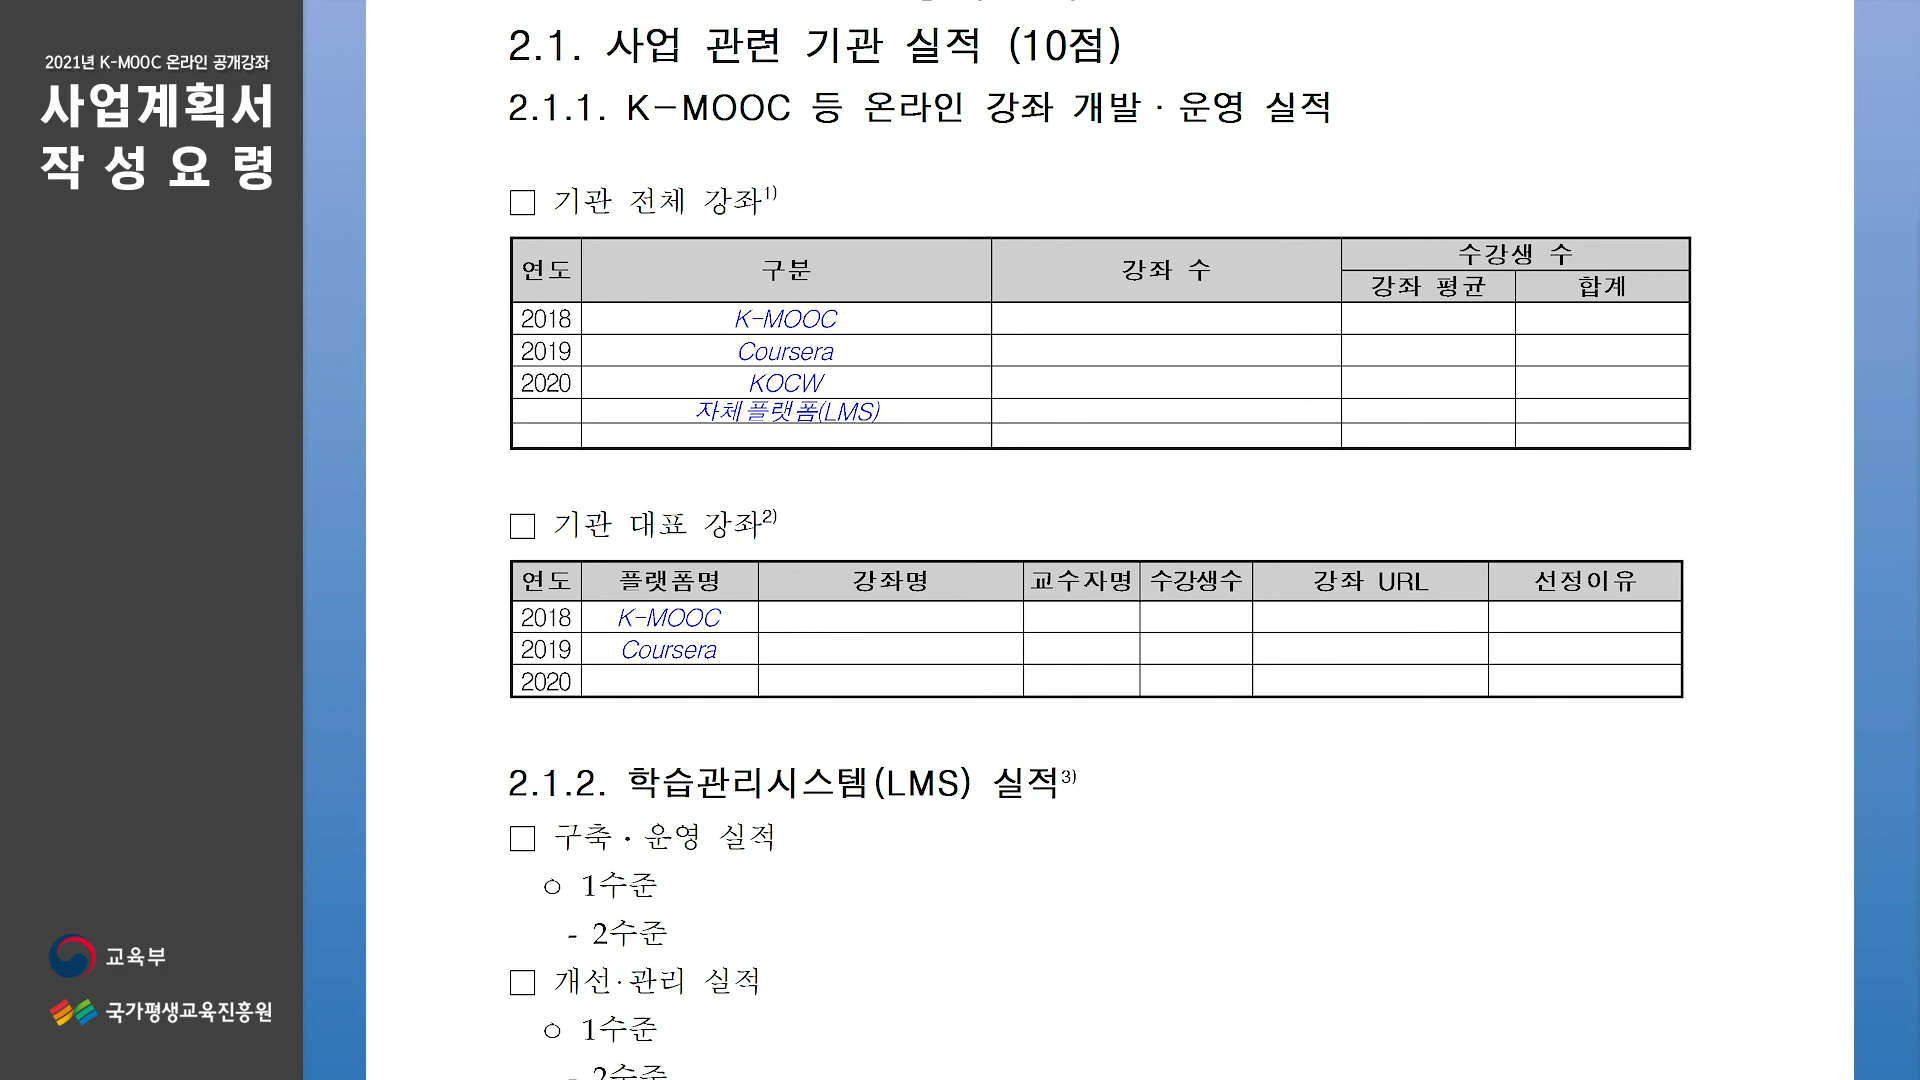 2021년 K-MOOC 온라인 공개강좌
사업계획서
작성요령
교육부
국가평생교육진흥원
2.1. 사업 관련 기관 실적 (10점)
2.1.1. K-MOOC 등 온라인 강좌 개발·운영 실적
□ 기관 전체 강좌1)
연도 구분 강좌 수 수강생 수
강좌 평균 합계
2018 K-MOOC
2019 Coursera
2020 KOCW
자체플랫폼(LMS)
□ 기관 대표 강좌2)
연도 플랫폼명 강좌명 교수자명 수강생수 강좌 URL 선정이유
2018 K-MOOC
2019 Coursera
2020
2.1.2. 학습관리시스템(LMS) 실적3)
□ 구축·운영 실적
○ 1수준
- 2수준
□ 개선·관리 실적
○ 1수준
- 2수준